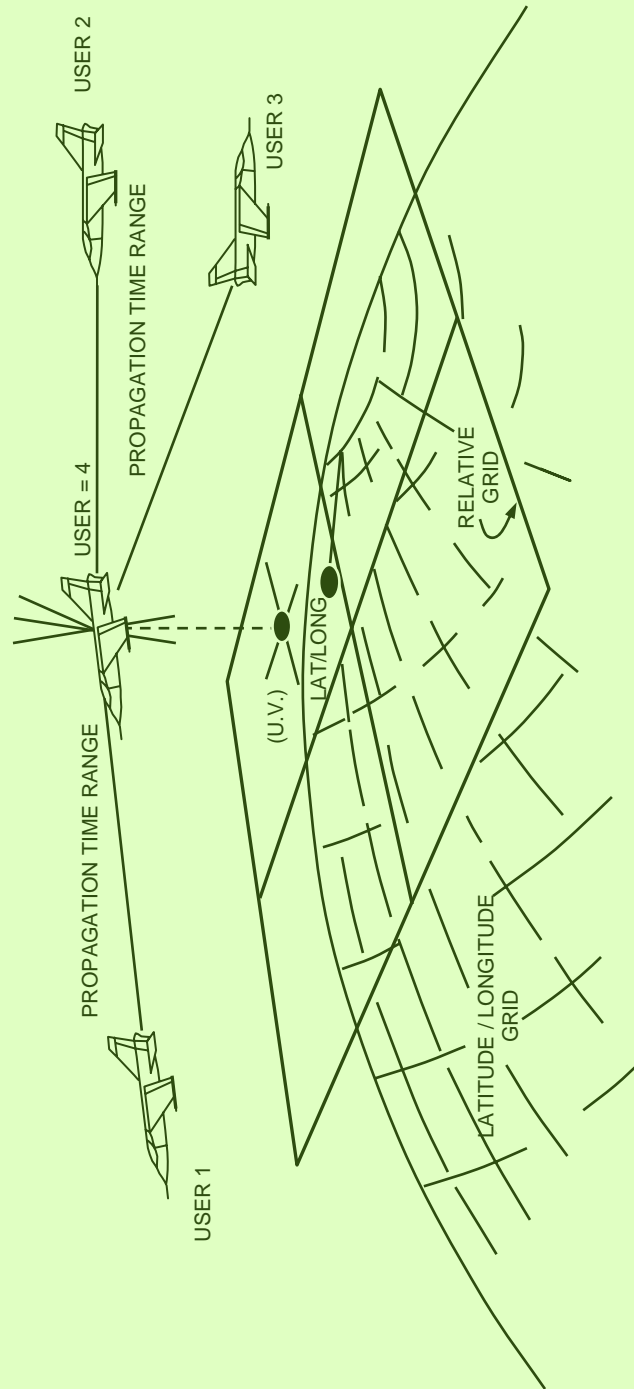 USER 1
PROPAGATION TIME RANGE
USER = 4
PROPAGATION TIME RANGE
USER 2
USER 3
(U.V.)
LAT/LONG
RELATIVE
GRID
LATITUDE / LONGITUDE
GRID